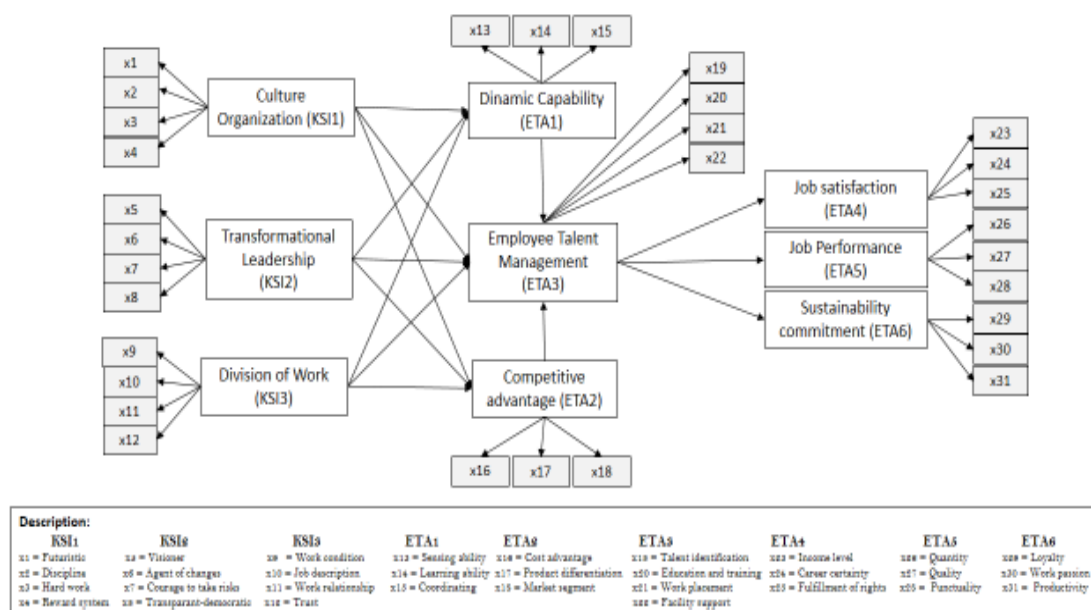 x13
x14
x15
x1
x2
x3
x4
Culture
Organization (KSI1)
Dinamic Capability
(ETA1)
x19
x20
x21
x22
x5
x6
x7
x8
Transformational
Leadership
(KSI2)
Employee Talent
Management
(ETA3)
Job satisfaction
(ETA4)
Job Performance
(ETA5)
Sustainability
commitment (ETA6)
x23
x24
x25
x26
x27
x28
x29
x30
x31
x9
x10
x11
x12
Division of Work
(KSI3)
Competitive
advantage (ETA2)
x16
x17
x18
Description:
KSI1 KSI2 KSI3 ETA1 ETA2 ETA3 ETA4 ETA5 ETA6
x1 = Futuristic x5 = Visioner x9 = Work condition x13 = Sensing ability x16 = Cost advantage x19 = Talent identification x23 = Income level x26 = Quantity x29 = Loyalty
x2 = Discipline x6 = Agent of changes x10 = Job description x14 = Learning ability x17 = Product differentiation x20 = Education and training x24 = Career certainty x27 = Quality x30 = Work passion
x3 = Hard work x7 = Courage to take risks x11 = Work relationship x15 = Coordinating x18 = Market segment x21 = Work placement x25 = Fulfillment of rights x28 = Punctuality x31 = Productivity
x4 = Reward system x8 = Transparant-democratic x12 = Trust x22 = Facility support